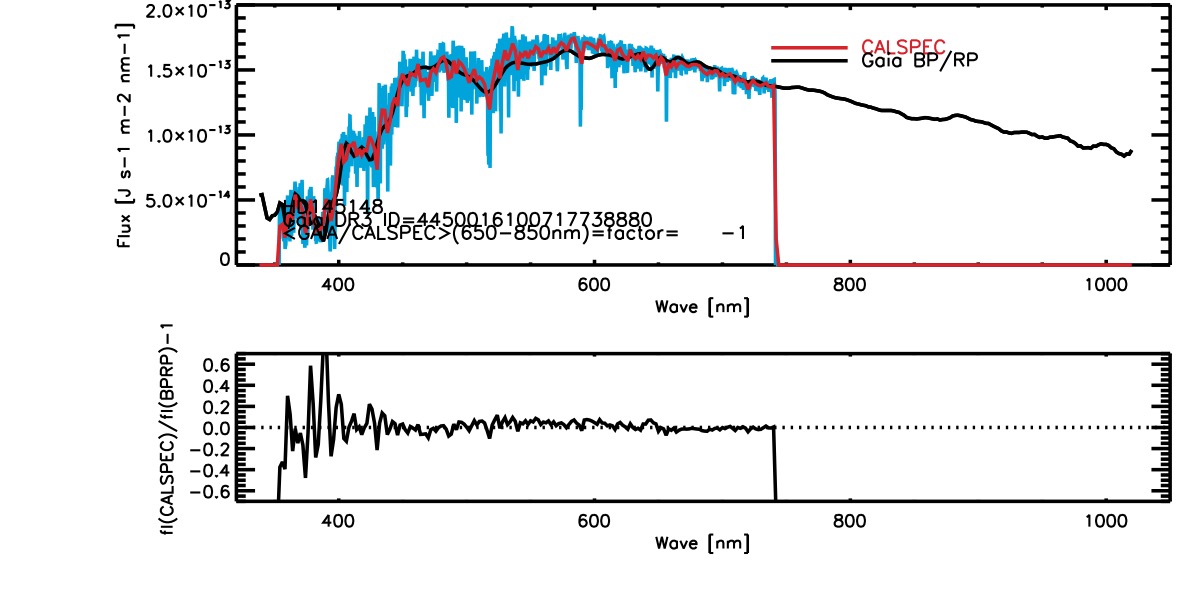 2.0×10−13
1.5×10−13
1.0×10−13
5.0×10−14
0
Flux [J s−1 m−2 nm−1]
CALSPEC
Gaia BP/RP
HD145148
Gaia DR3 ID=4450016100717738880
<GAIA/CALSPEC>(650−850nm)=factor= −1
400 600 800 1000
Wave [nm]
fl(CALSPEC)/fl(BPRP)−1
0.6
0.4
0.2
0.0
−0.2
−0.4
−0.6
400 600 800 1000
Wave [nm]